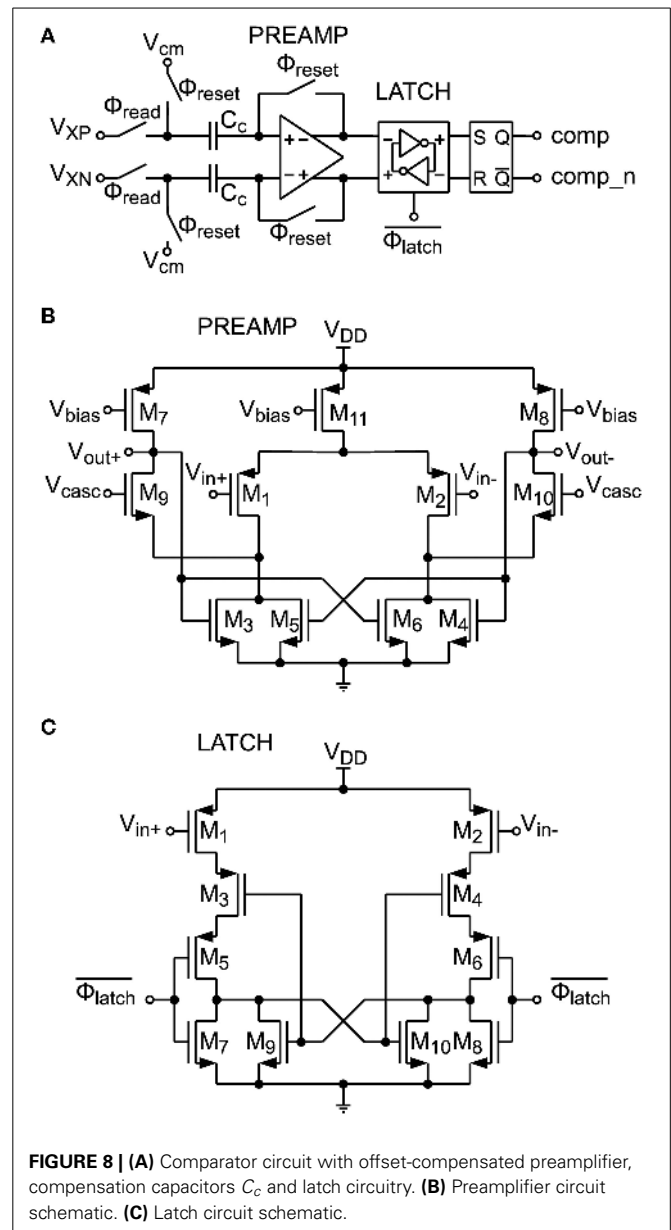 A
PREAMP
V_cm
Φ_reset
Φ_reset
LATCH
Φ_read
V_XP
C_c
+ −
− +
S Q
comp
V_XN
Φ_read
C_c
− +
+ −
R Q̅
comp_n
Φ_reset
Φ_reset
V_cm
Φ̅_latch
B
PREAMP
V_DD
V_bias M_7
V_bias M_11
M_8 V_bias
V_out+
V_out-
V_in+ M_1
M_2 V_in-
V_casc M_9
M_10 V_casc
M_3 M_5 M_6 M_4
C
LATCH
V_DD
V_in+ M_1
M_2 V_in-
M_3 M_4
M_5 M_6
Φ̅_latch
Φ̅_latch
M_7 M_9 M_10 M_8
FIGURE 8 | (A) Comparator circuit with offset-compensated preamplifier,
compensation capacitors C_c and latch circuitry. (B) Preamplifier circuit
schematic. (C) Latch circuit schematic.